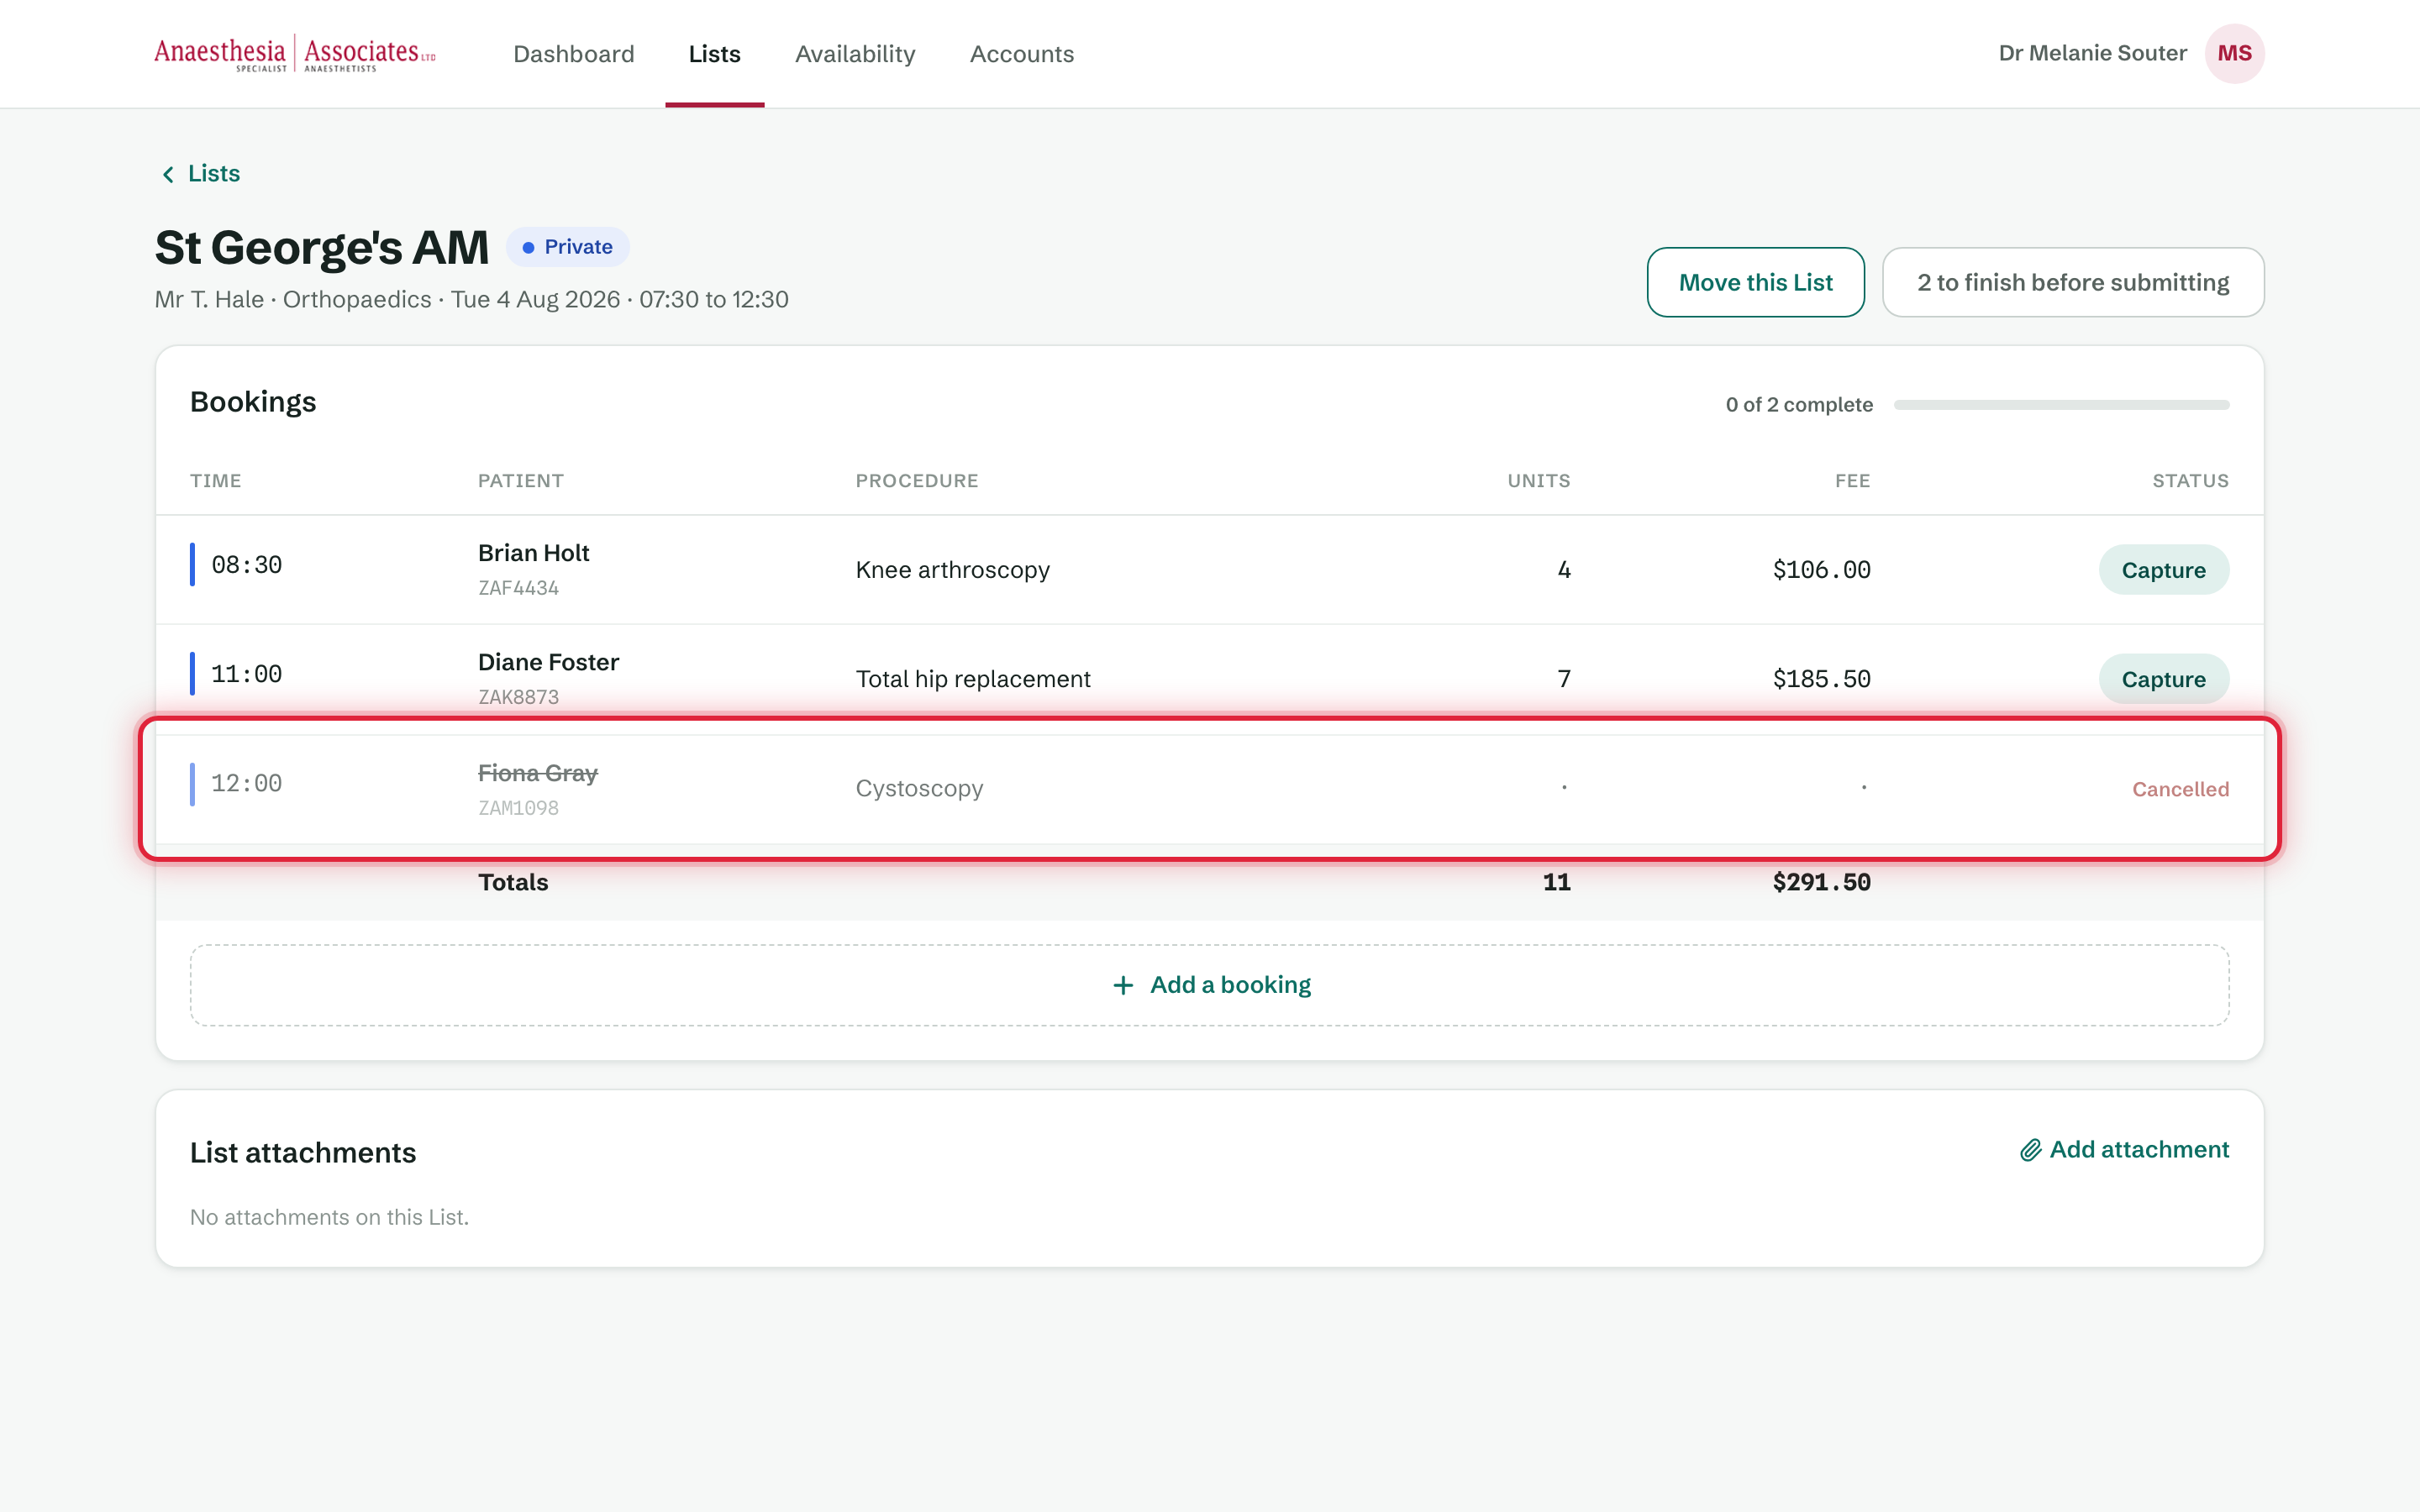 Anaesthesia | Associates LTD
SPECIALIST ANAESTHETISTS
Dashboard
Lists
Availability
Accounts
Dr Melanie Souter
MS
Lists
St George's AM
Private
Mr T. Hale · Orthopaedics · Tue 4 Aug 2026 · 07:30 to 12:30
Move this List
2 to finish before submitting
Bookings
0 of 2 complete
TIME PATIENT PROCEDURE UNITS FEE STATUS
08:30 Brian Holt Knee arthroscopy 4 $106.00 Capture
ZAF4434
11:00 Diane Foster Total hip replacement 7 $185.50 Capture
ZAK8873
12:00 Fiona Gray Cystoscopy · · Cancelled
ZAM1098
Totals 11 $291.50
+ Add a booking
List attachments
Add attachment
No attachments on this List.